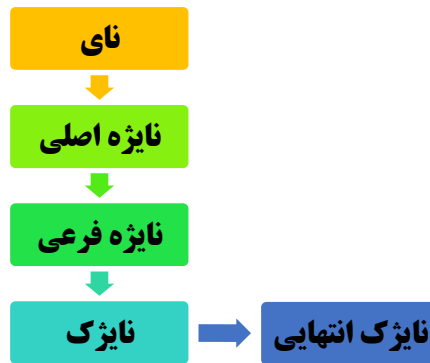 نای
نایژه اصلی
نایژه فرعی
نایژک
نایژک انتهایی